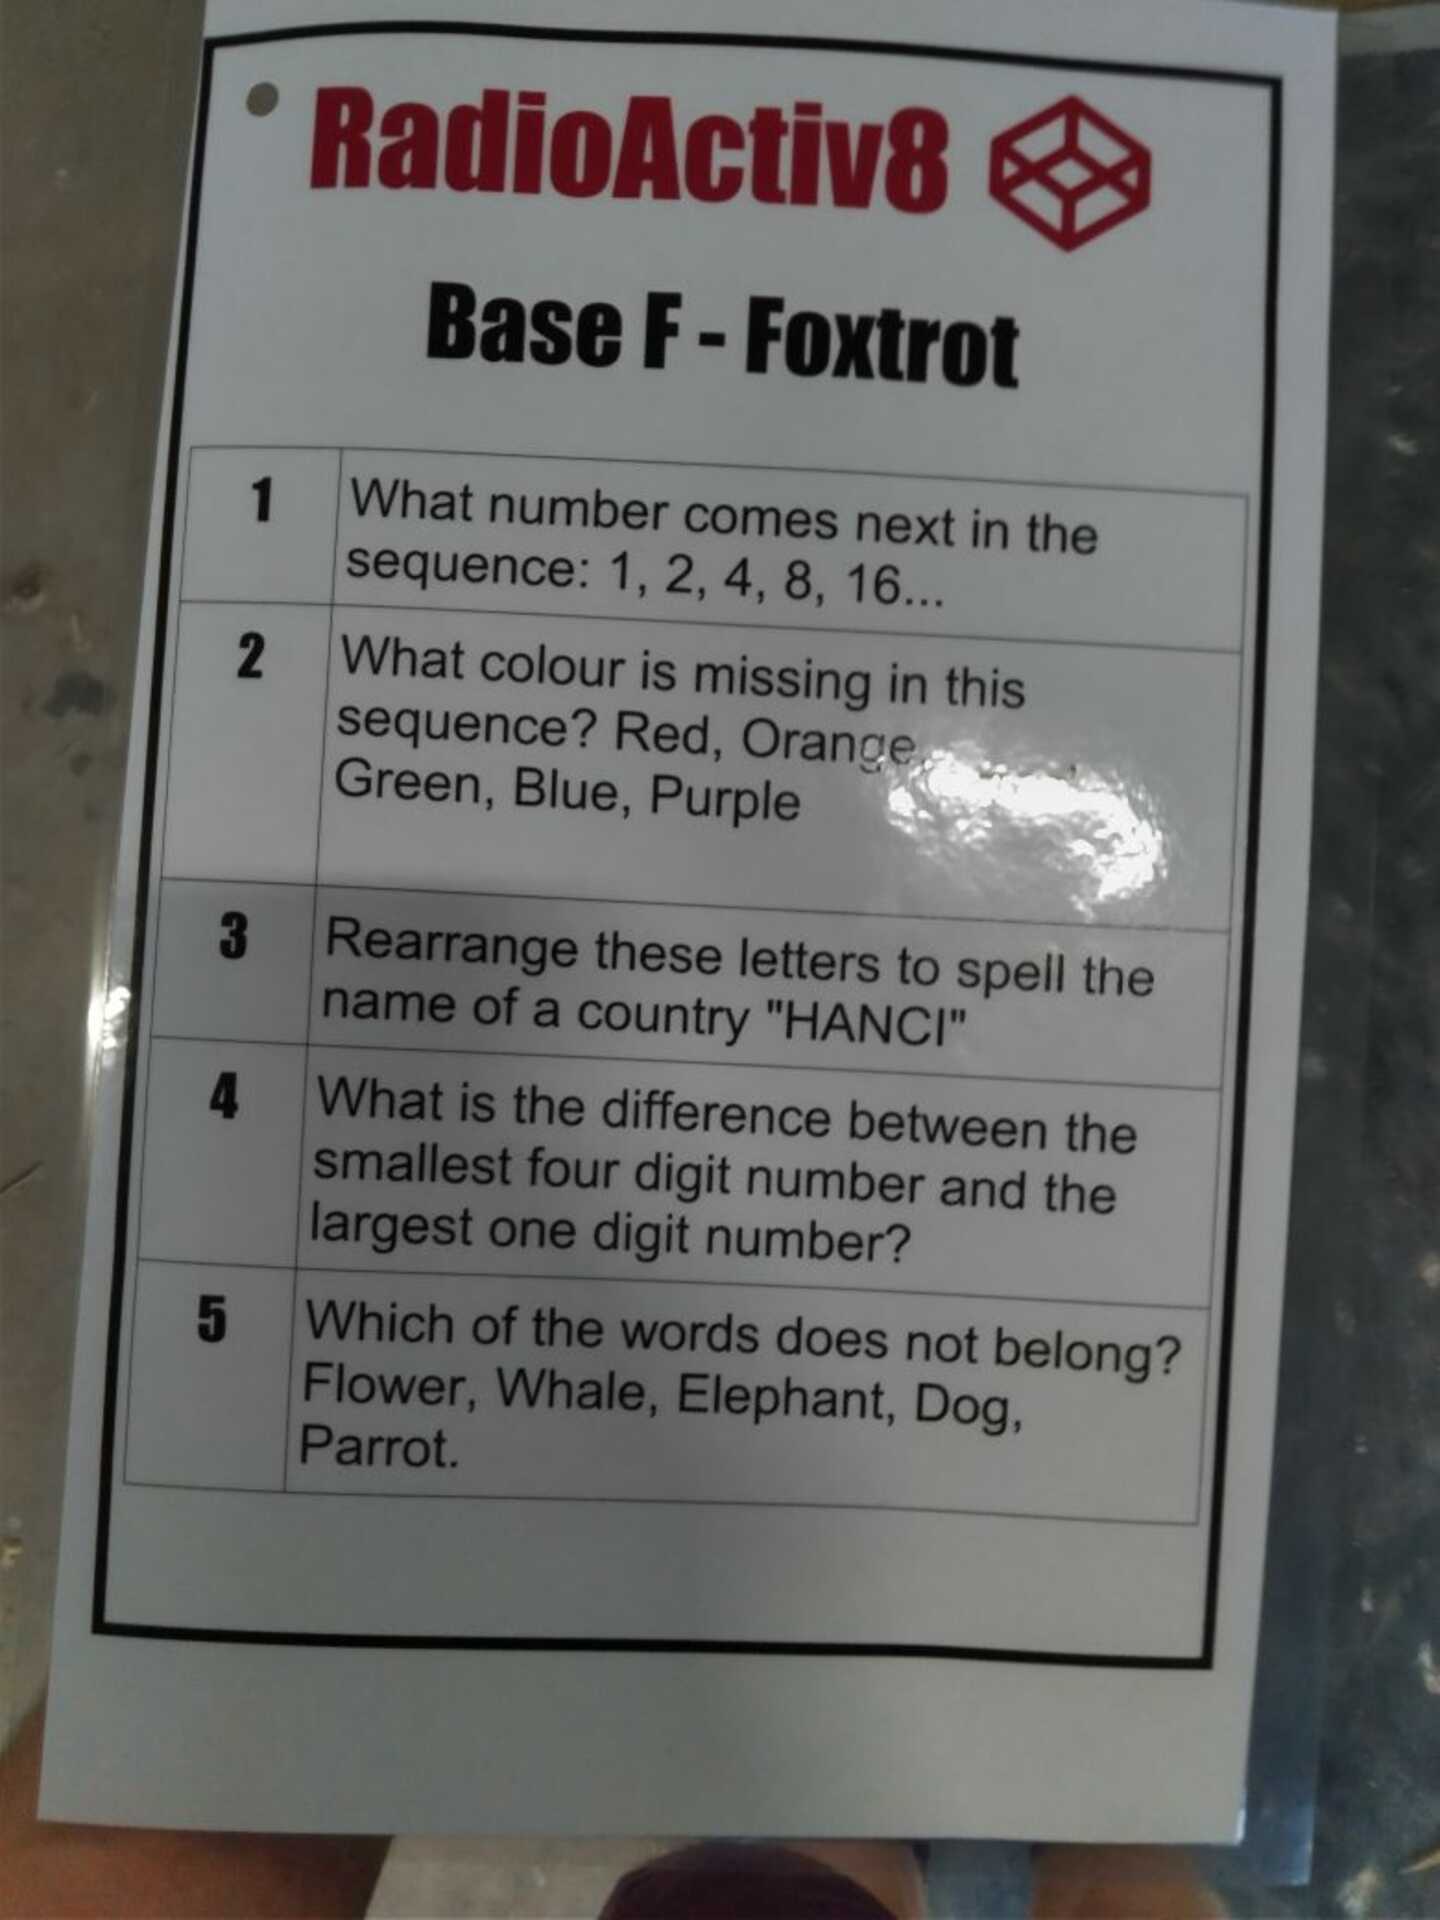 RadioActiv8
Base F - Foxtrot
1
What number comes next in the
sequence: 1, 2, 4, 8, 16...
2
What colour is missing in this
sequence? Red, Orange,
Green, Blue, Purple
3
Rearrange these letters to spell the
name of a country "HANCI"
4
What is the difference between the
smallest four digit number and the
largest one digit number?
5
Which of the words does not belong?
Flower, Whale, Elephant, Dog,
Parrot.